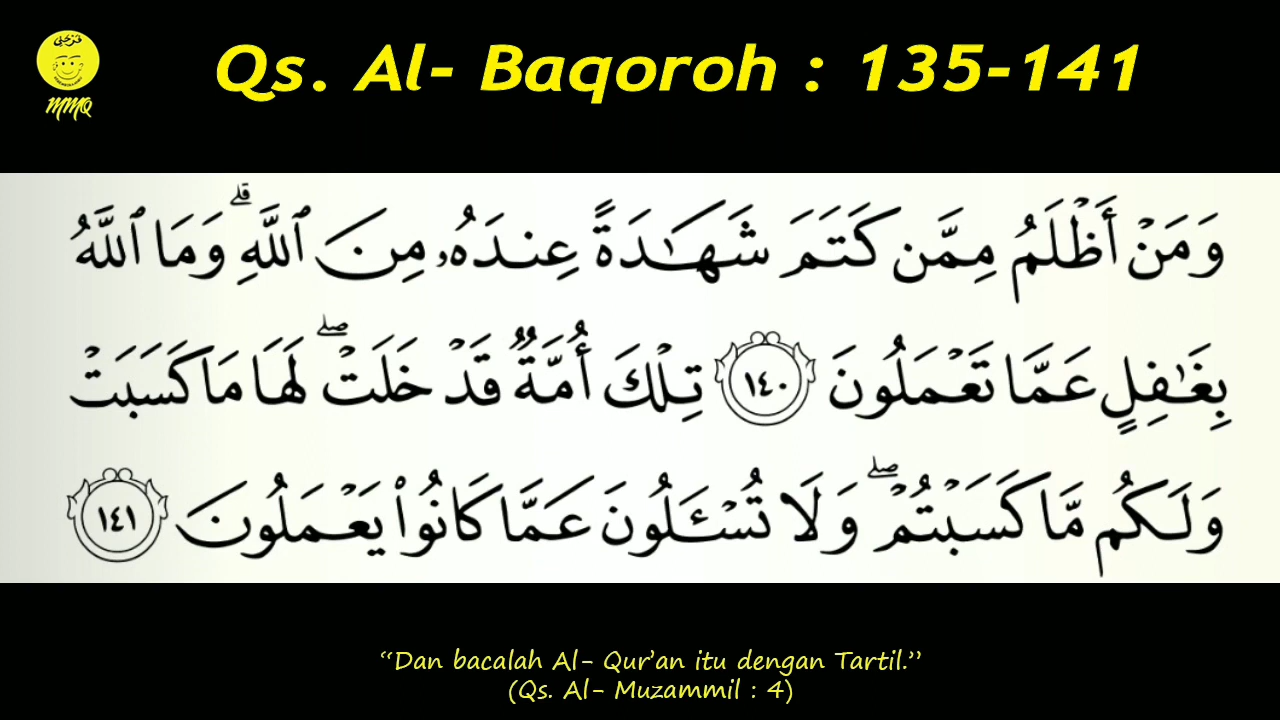 Qs. Al- Baqoroh : 135-141
MMQ
وَمَنْ أَظْلَمُ مِمَّن كَتَمَ شَهَـٰدَةً عِندَهُۥ مِنَ ٱللَّهِ ۗ وَمَا ٱللَّهُ
بِغَـٰفِلٍ عَمَّا تَعْمَلُونَ ١٤٠ تِلْكَ أُمَّةٌ قَدْ خَلَتْ ۖ لَهَا مَا كَسَبَتْ
وَلَكُم مَّا كَسَبْتُمْ ۖ وَلَا تُسْـَٔلُونَ عَمَّا كَانُوا۟ يَعْمَلُونَ ١٤١
“Dan bacalah Al- Qur’an itu dengan Tartil.”
(Qs. Al- Muzammil : 4)